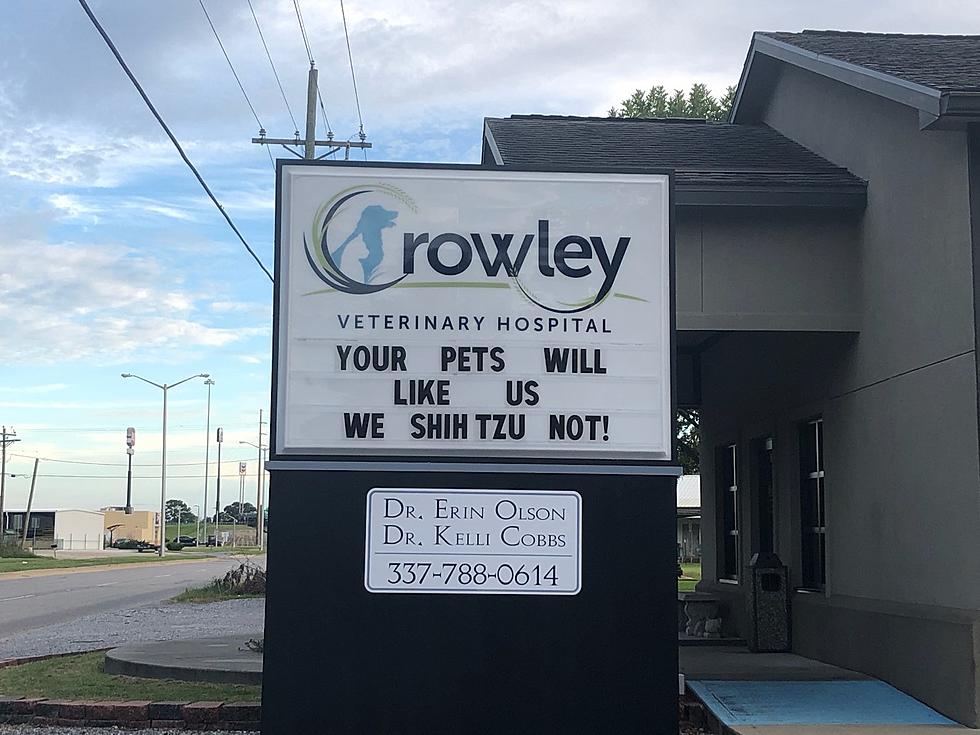 Crowley
VETERINARY HOSPITAL
YOUR PETS WILL
LIKE US
WE SHIH TZU NOT!
Dr. Erin Olson
Dr. Kelli Cobbs
337-788-0614